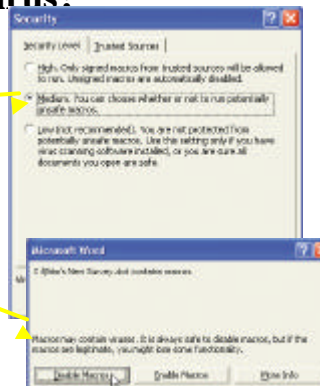 Security
Security Level Trusted Sources
High. Only signed macros from trusted sources will be allowed
to run. Unsigned macros are automatically disabled.
Medium. You can choose whether or not to run potentially
unsafe macros.
Low (not recommended). You are not protected from
potentially unsafe macros. Use this setting only if you have
virus scanning software installed, or you are sure all
documents you open are safe.
Microsoft Word
New Survey.dot contains macros.
Macros may contain viruses. It is always safe to disable macros, but if the
macros are legitimate, you might lose some functionality.
Disable Macros Enable Macros More Info